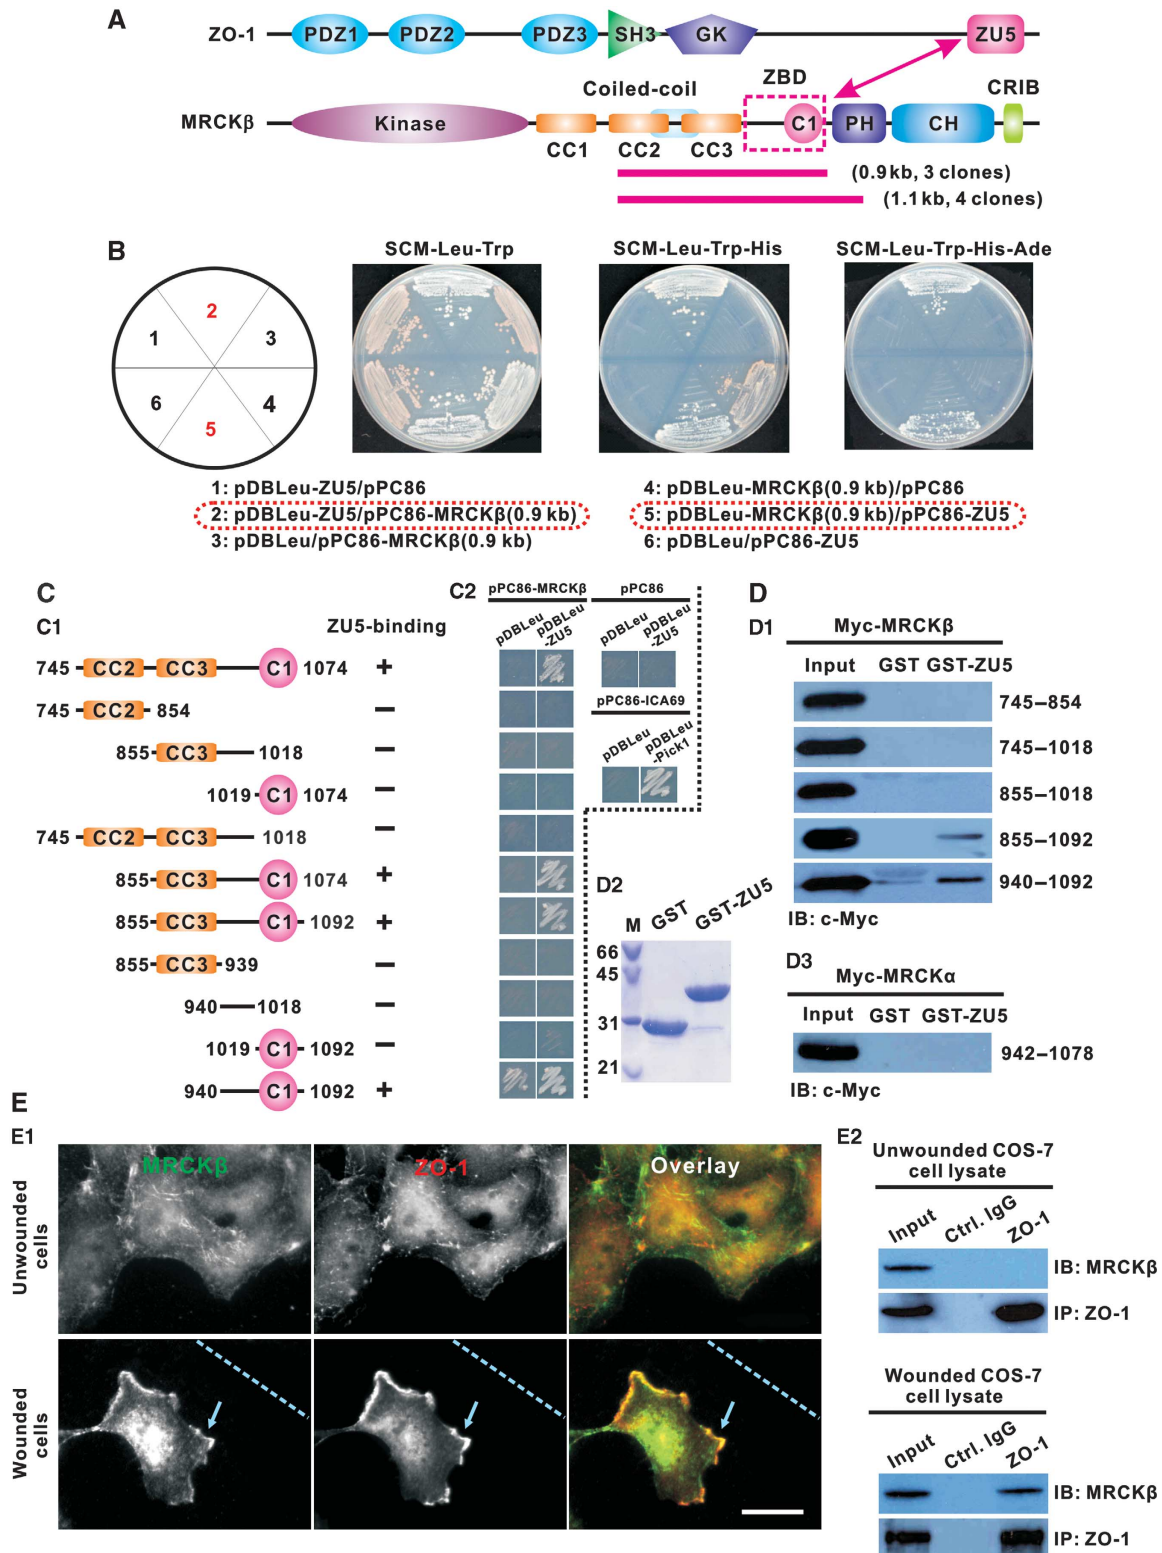 A
ZO-1 PDZ1 PDZ2 PDZ3 SH3 GK ZU5
Coiled-coil ZBD CRIB
MRCKβ Kinase C1 PH CH
CC1 CC2 CC3
(0.9 kb, 3 clones)
(1.1 kb, 4 clones)
B
SCM-Leu-Trp SCM-Leu-Trp-His SCM-Leu-Trp-His-Ade
2
1 3
6 4
5
1: pDBLeu-ZU5/pPC86
2: pDBLeu-ZU5/pPC86-MRCKβ(0.9 kb)
3: pDBLeu/pPC86-MRCKβ(0.9 kb)
4: pDBLeu-MRCKβ(0.9 kb)/pPC86
5: pDBLeu-MRCKβ(0.9 kb)/pPC86-ZU5
6: pDBLeu/pPC86-ZU5
C
C1 ZU5-binding
745 CC2 CC3 C1 1074 +
745 CC2 854 –
855 CC3 1018 –
1019 C1 1074 –
745 CC2 CC3 1018 –
855 CC3 C1 1074 +
855 CC3 C1 1092 +
855 CC3 939 –
940 1018 –
1019 C1 1092 –
940 C1 1092 +
C2
pPC86-MRCKβ pPC86
pDBLeu pDBLeu-ZU5 pDBLeu pDBLeu-ZU5
pPC86-ICA69
pDBLeu pDBLeu-Pick1
D
D1 Myc-MRCKβ
Input GST GST-ZU5
745–854
745–1018
855–1018
855–1092
940–1092
IB: c-Myc
D2
M GST GST-ZU5
66
45
31
21
D3
Myc-MRCKα
Input GST GST-ZU5
942–1078
IB: c-Myc
E
E1
MRCKβ ZO-1 Overlay
Unwounded cells
Wounded cells
E2
Unwounded COS-7
cell lysate
Input Ctrl. IgG ZO-1
IB: MRCKβ
IP: ZO-1
Wounded COS-7
cell lysate
Input Ctrl. IgG ZO-1
IB: MRCKβ
IP: ZO-1